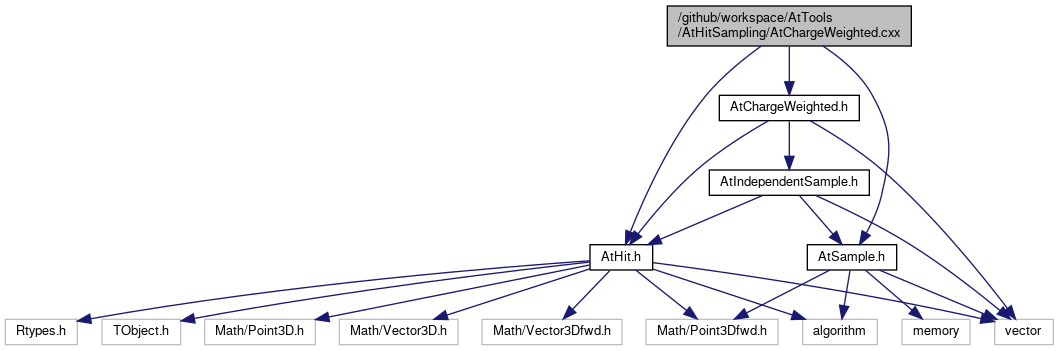 /github/workspace/AtTools
/AtHitSampling/AtChargeWeighted.cxx
AtChargeWeighted.h
AtIndependentSample.h
AtHit.h
AtSample.h
Rtypes.h
TObject.h
Math/Point3D.h
Math/Vector3D.h
Math/Vector3Dfwd.h
Math/Point3Dfwd.h
algorithm
memory
vector